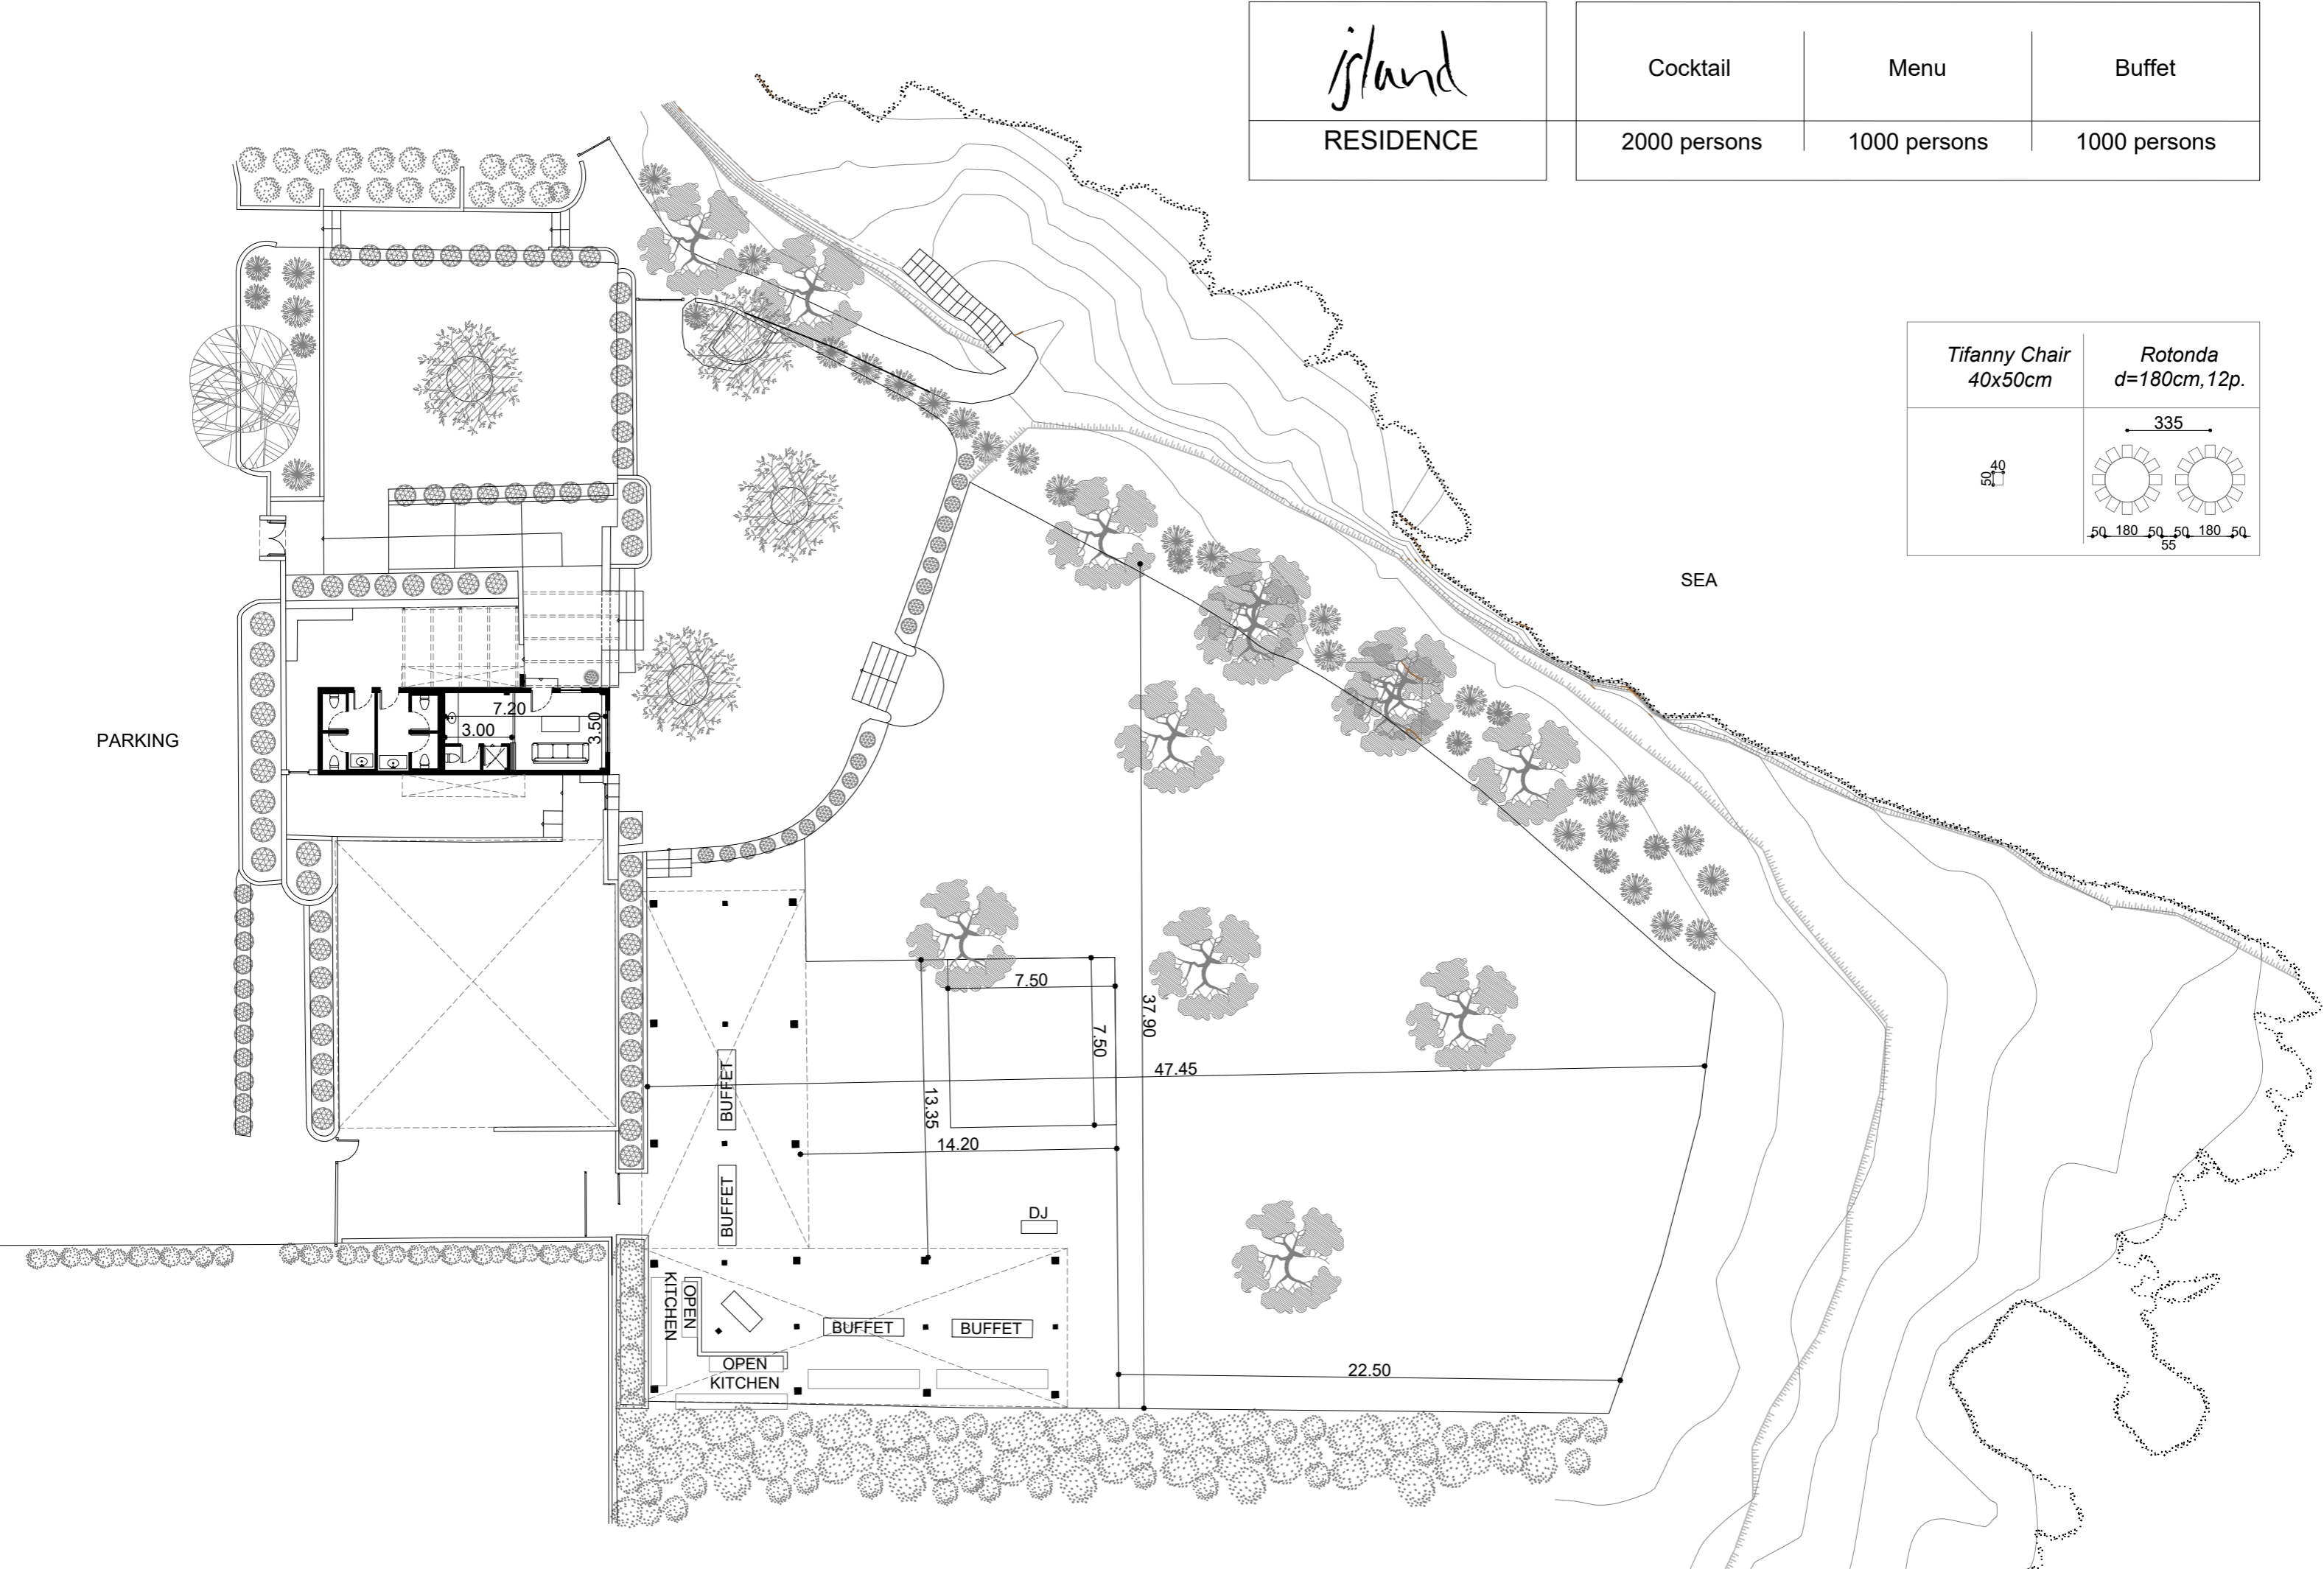 island
RESIDENCE
Cocktail
Menu
Buffet
2000 persons
1000 persons
1000 persons
Tifanny Chair
40x50cm
Rotonda
d=180cm,12p.
335
40
50
50 180 50 50 180 50
55
SEA
PARKING
7.20
3.00
3.50
7.50
7.50
37.90
47.45
13.35
14.20
BUFFET
BUFFET
DJ
KITCHEN
OPEN
BUFFET
BUFFET
OPEN
KITCHEN
22.50